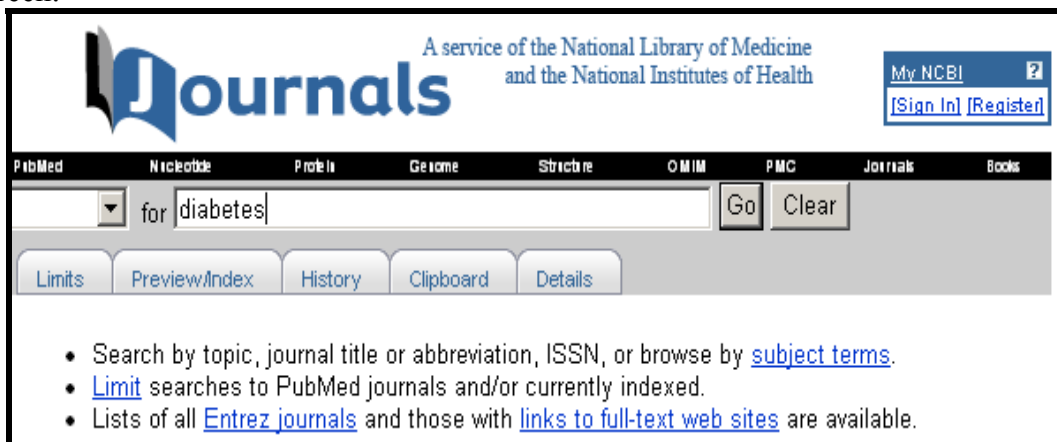 A service of the National Library of Medicine
and the National Institutes of Health
Journals
My NCBI ?
[Sign In] [Register]
PubMed Nucleotide Protein Genome Structure OMIM PMC Journals Books
for diabetes Go Clear
Limits Preview/Index History Clipboard Details
• Search by topic, journal title or abbreviation, ISSN, or browse by subject terms.
• Limit searches to PubMed journals and/or currently indexed.
• Lists of all Entrez journals and those with links to full-text web sites are available.